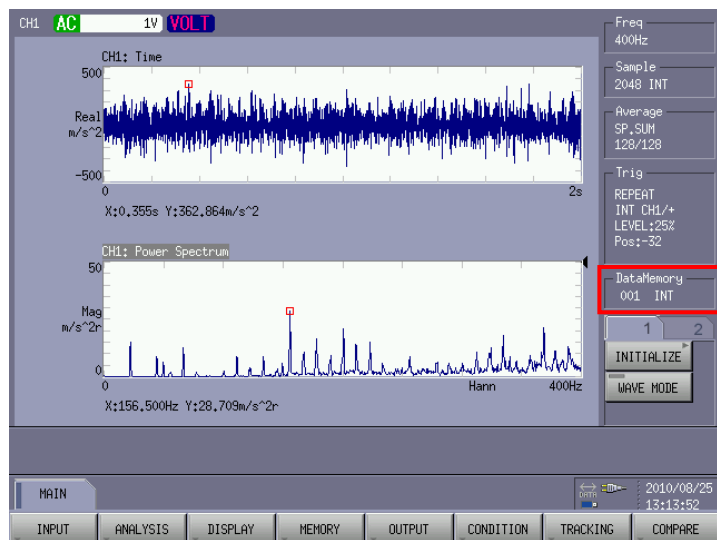 CH1 AC 1V VOLT
CH1: Time
500
Real
m/s^2
-500
0 2s
X:0.355s Y:362.864m/s^2
CH1: Power Spectrum
50
Mag
m/s^2r
0
0 Hann 400Hz
X:156.500Hz Y:28.709m/s^2r
Freq
400Hz
Sample
2048 INT
Average
SP.SUM
128/128
Trig
REPEAT
INT CH1/+
LEVEL:25%
Pos:-32
DataMemory
001 INT
1 2
INITIALIZE
WAVE MODE
MAIN
DATA
2010/08/25
13:13:52
INPUT ANALYSIS DISPLAY MEMORY OUTPUT CONDITION TRACKING COMPARE